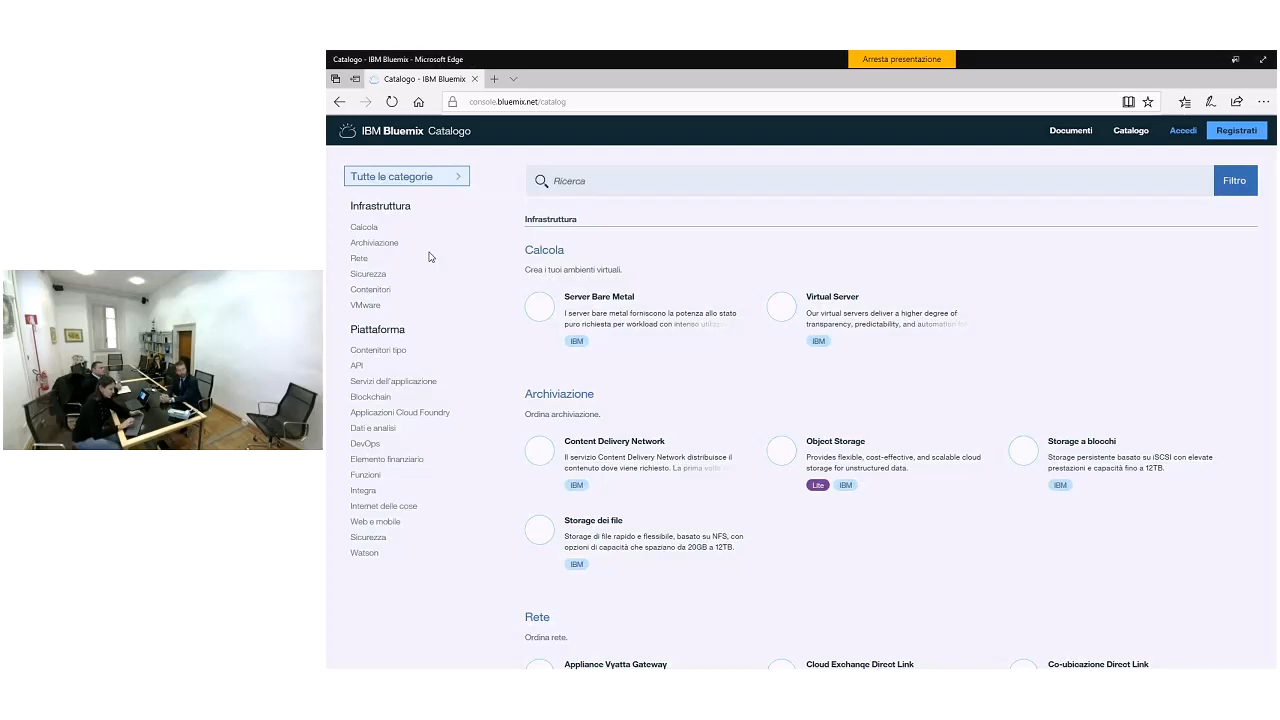 Catalogo - IBM Bluemix - Microsoft Edge
Arresta presentazione
Catalogo - IBM Bluemix
console.bluemix.net/catalog
IBM Bluemix Catalogo
Documenti
Catalogo
Accedi
Registrati
Tutte le categorie
Infrastruttura
Calcola
Archiviazione
Rete
Sicurezza
Contenitori
VMware
Piattaforma
Contenitori tipo
API
Servizi dell'applicazione
Blockchain
Applicazioni Cloud Foundry
Dati e analisi
DevOps
Elemento finanziario
Funzioni
Integra
Internet delle cose
Web e mobile
Sicurezza
Watson
Ricerca
Filtro
Infrastruttura
Calcola
Crea i tuoi ambienti virtuali.
Server Bare Metal
I server bare metal forniscono la potenza allo stato
puro richiesta per workload con intenso utilizzo
IBM
Virtual Server
Our virtual servers deliver a higher degree of
transparency, predictability, and automation for
IBM
Archiviazione
Ordina archiviazione.
Content Delivery Network
Il servizio Content Delivery Network distribuisce il
contenuto dove viene richiesto. La prima volta
IBM
Object Storage
Provides flexible, cost-effective, and scalable cloud
storage for unstructured data.
Lite IBM
Storage a blocchi
Storage persistente basato su iSCSI con elevate
prestazioni e capacità fino a 12TB.
IBM
Storage dei file
Storage di file rapido e flessibile, basato su NFS, con
opzioni di capacità che spaziano da 20GB a 12TB.
IBM
Rete
Ordina rete.
Appliance Vyatta Gateway
Cloud Exchange Direct Link
Co-ubicazione Direct Link